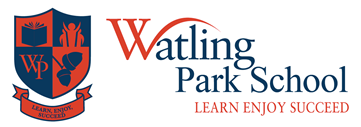 WP
LEARN, ENJOY,
SUCCEED
Watling
Park School
LEARN ENJOY SUCCEED